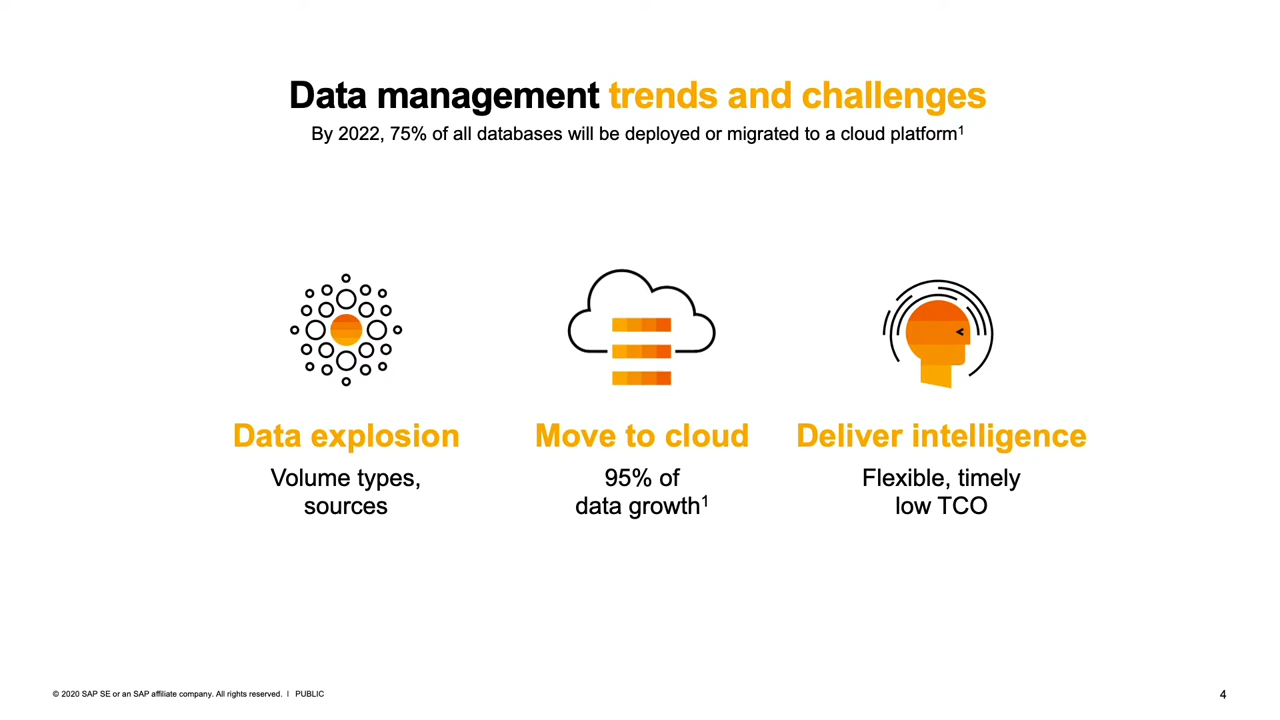 Data management trends and challenges
By 2022, 75% of all databases will be deployed or migrated to a cloud platform¹
Data explosion
Volume types,
sources
Move to cloud
95% of
data growth¹
Deliver intelligence
Flexible, timely
low TCO
© 2020 SAP SE or an SAP affiliate company. All rights reserved. | PUBLIC
4